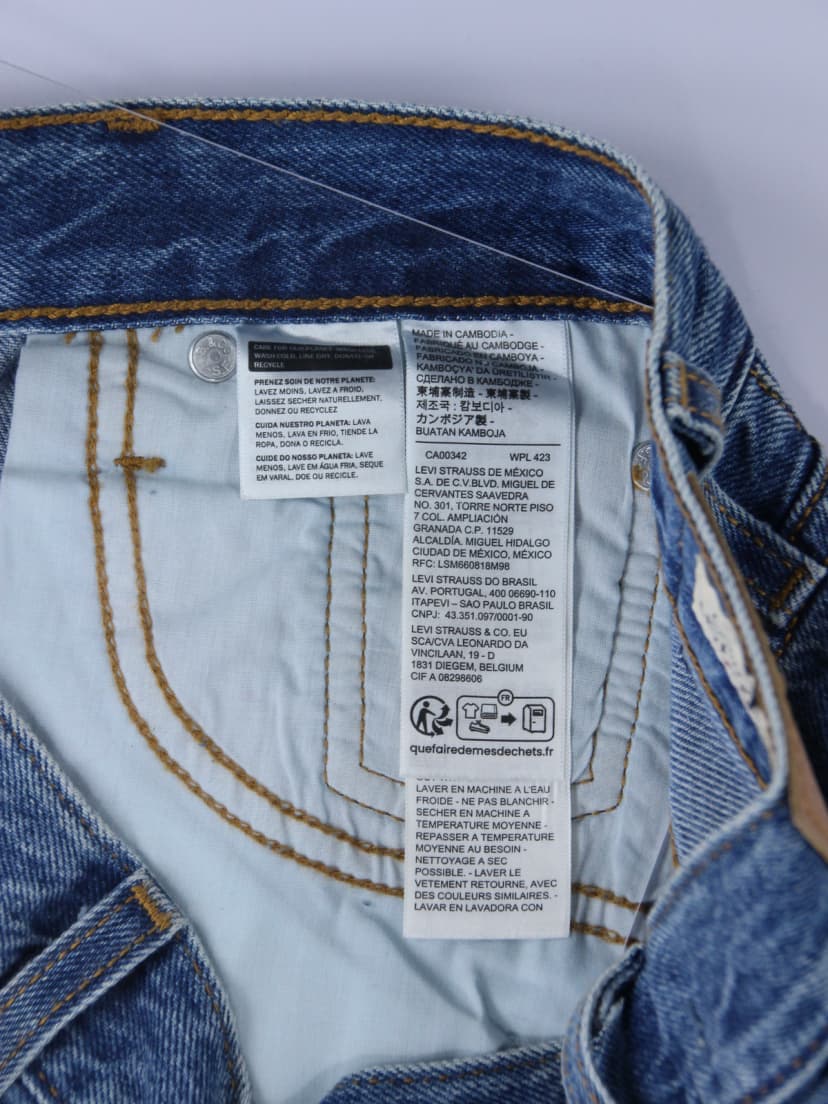 CARE FOR OUR PLANET: WASH LESS,
WASH COLD, LINE DRY, DONATE OR
RECYCLE
PRENEZ SOIN DE NOTRE PLANETE:
LAVEZ MOINS, LAVEZ A FROID,
LAISSEZ SECHER NATURELLEMENT,
DONNEZ OU RECYCLEZ
CUIDA NUESTRO PLANETA: LAVA
MENOS, LAVA EN FRIO, TIENDE LA
ROPA, DONA O RECICLA.
CUIDE DO NOSSO PLANETA: LAVE
MENOS, LAVE EM ÁGUA FRIA, SEQUE
EM VARAL, DOE OU RECICLE.
MADE IN CAMBODIA -
FABRIQUÉ AU CAMBODGE -
FABRICADO EN CAMBOYA -
FABRICADO NJ CAMBOJA -
KAMBOÇYA' DA ÜRETILIŞTIR -
СДЕЛАНО В КАМБОДЖЕ -
東埔寨制造 - 柬埔寨製 -
제조국 : 캄보디아 -
カンボジア製 -
BUATAN KAMBOJA
CA00342 WPL 423
LEVI STRAUSS DE MÉXICO
S.A. DE C.V.BLVD. MIGUEL DE
CERVANTES SAAVEDRA
NO. 301, TORRE NORTE PISO
7 COL. AMPLIACIÓN
GRANADA C.P. 11529
ALCALDÍA. MIGUEL HIDALGO
CIUDAD DE MÉXICO, MÉXICO
RFC: LSM660818M98
LEVI STRAUSS DO BRASIL
AV. PORTUGAL, 400 06690-110
ITAPEVI – SAO PAULO BRASIL
CNPJ: 43.351.097/0001-90
LEVI STRAUSS & CO. EU
SCA/CVA LEONARDO DA
VINCILAAN, 19 - D
1831 DIEGEM, BELGIUM
CIF A 08298606
FR
quefairedemesdechets.fr
LAVER EN MACHINE A L'EAU
FROIDE - NE PAS BLANCHIR -
SECHER EN MACHINE A
TEMPERATURE MOYENNE -
REPASSER A TEMPERATURE
MOYENNE AU BESOIN -
NETTOYAGE A SEC
POSSIBLE. - LAVER LE
VETEMENT RETOURNE, AVEC
DES COULEURS SIMILAIRES. -
LAVAR EN LAVADORA CON